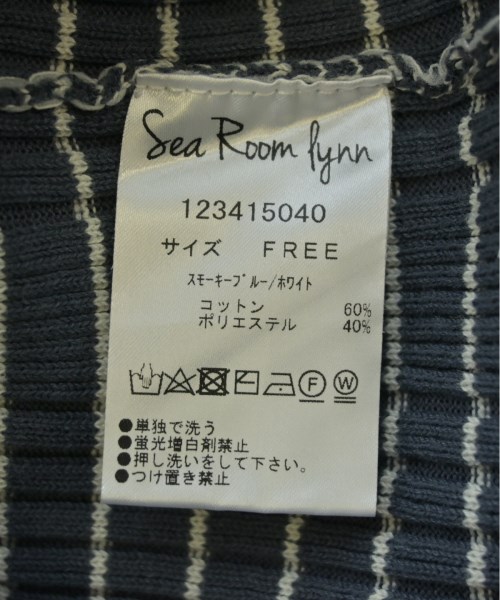 Sea Room lynn
123415040
サイズ FREE
スモーキーブルー/ホワイト
コットン 60%
ポリエステル 40%
F W
●単独で洗う
●蛍光増白剤禁止
●押し洗いをして下さい。
●つけ置き禁止